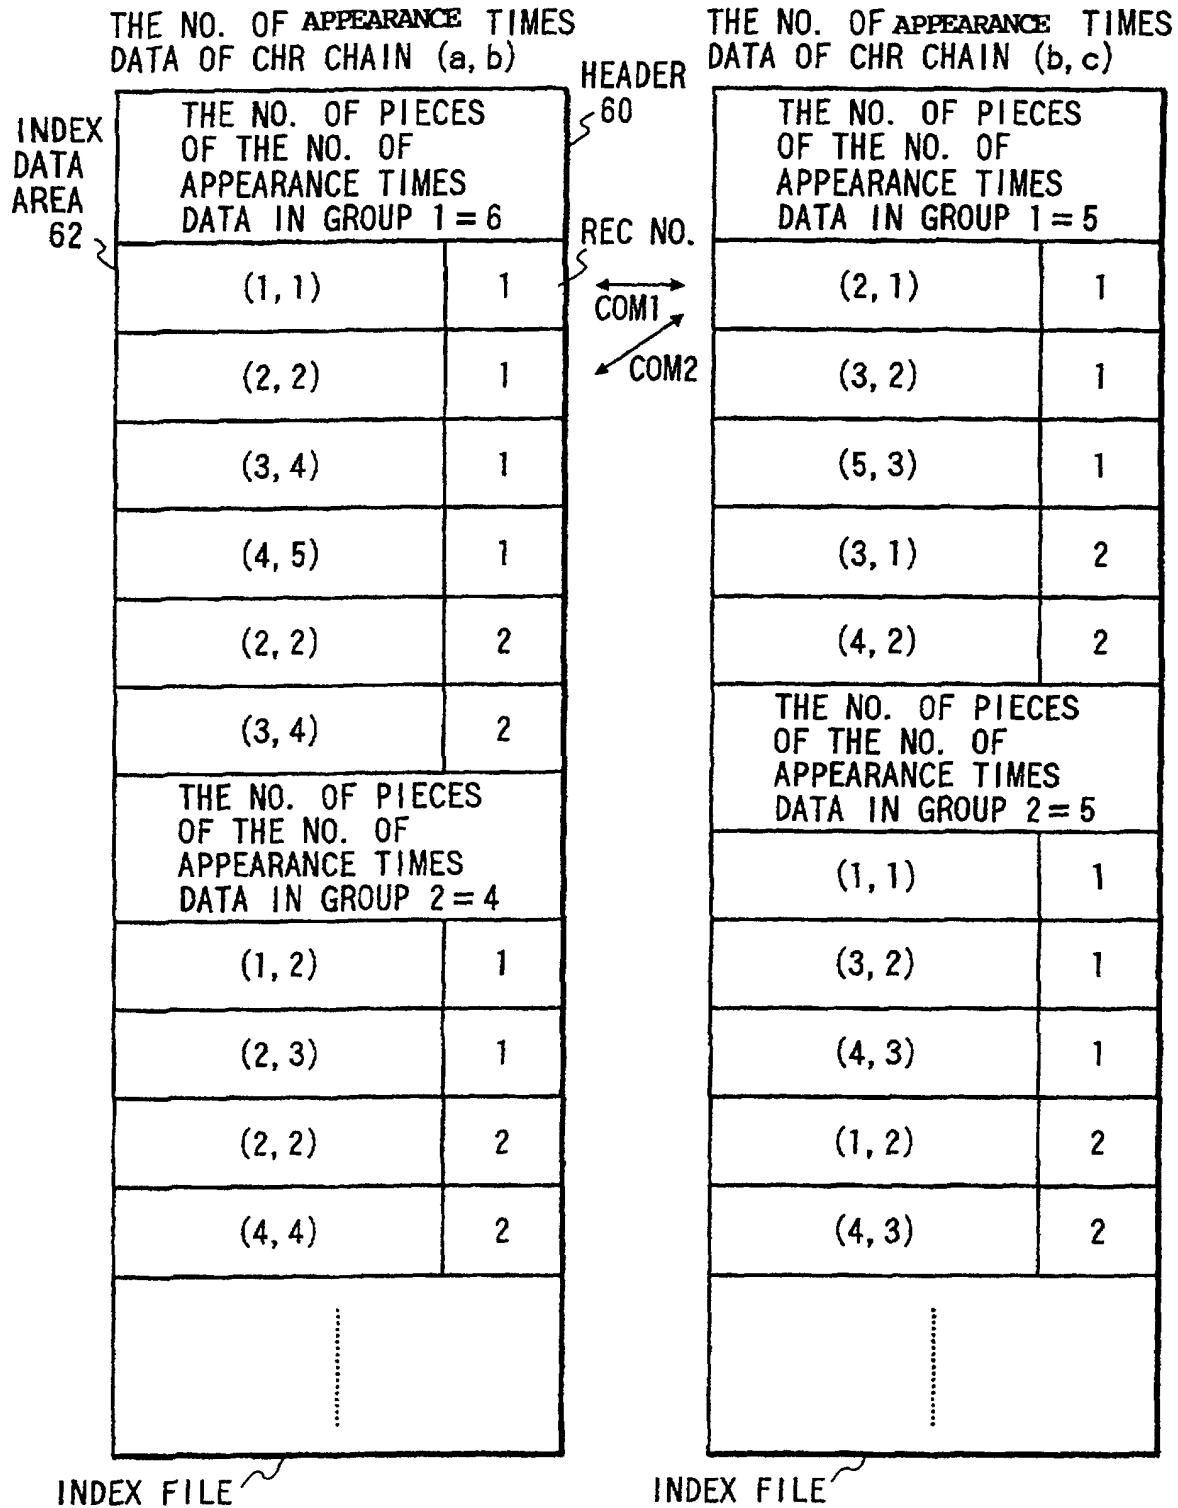 THE NO. OF APPEARANCE TIMES
DATA OF CHR CHAIN (a, b)
HEADER
60
INDEX
DATA
AREA
62
THE NO. OF PIECES
OF THE NO. OF
APPEARANCE TIMES
DATA IN GROUP 1 = 6
REC NO.
(1, 1) 1
(2, 2) 1
(3, 4) 1
(4, 5) 1
(2, 2) 2
(3, 4) 2
THE NO. OF PIECES
OF THE NO. OF
APPEARANCE TIMES
DATA IN GROUP 2 = 4
(1, 2) 1
(2, 3) 1
(2, 2) 2
(4, 4) 2
INDEX FILE
COM1
COM2
THE NO. OF APPEARANCE TIMES
DATA OF CHR CHAIN (b, c)
THE NO. OF PIECES
OF THE NO. OF
APPEARANCE TIMES
DATA IN GROUP 1 = 5
(2, 1) 1
(3, 2) 1
(5, 3) 1
(3, 1) 2
(4, 2) 2
THE NO. OF PIECES
OF THE NO. OF
APPEARANCE TIMES
DATA IN GROUP 2 = 5
(1, 1) 1
(3, 2) 1
(4, 3) 1
(1, 2) 2
(4, 3) 2
INDEX FILE